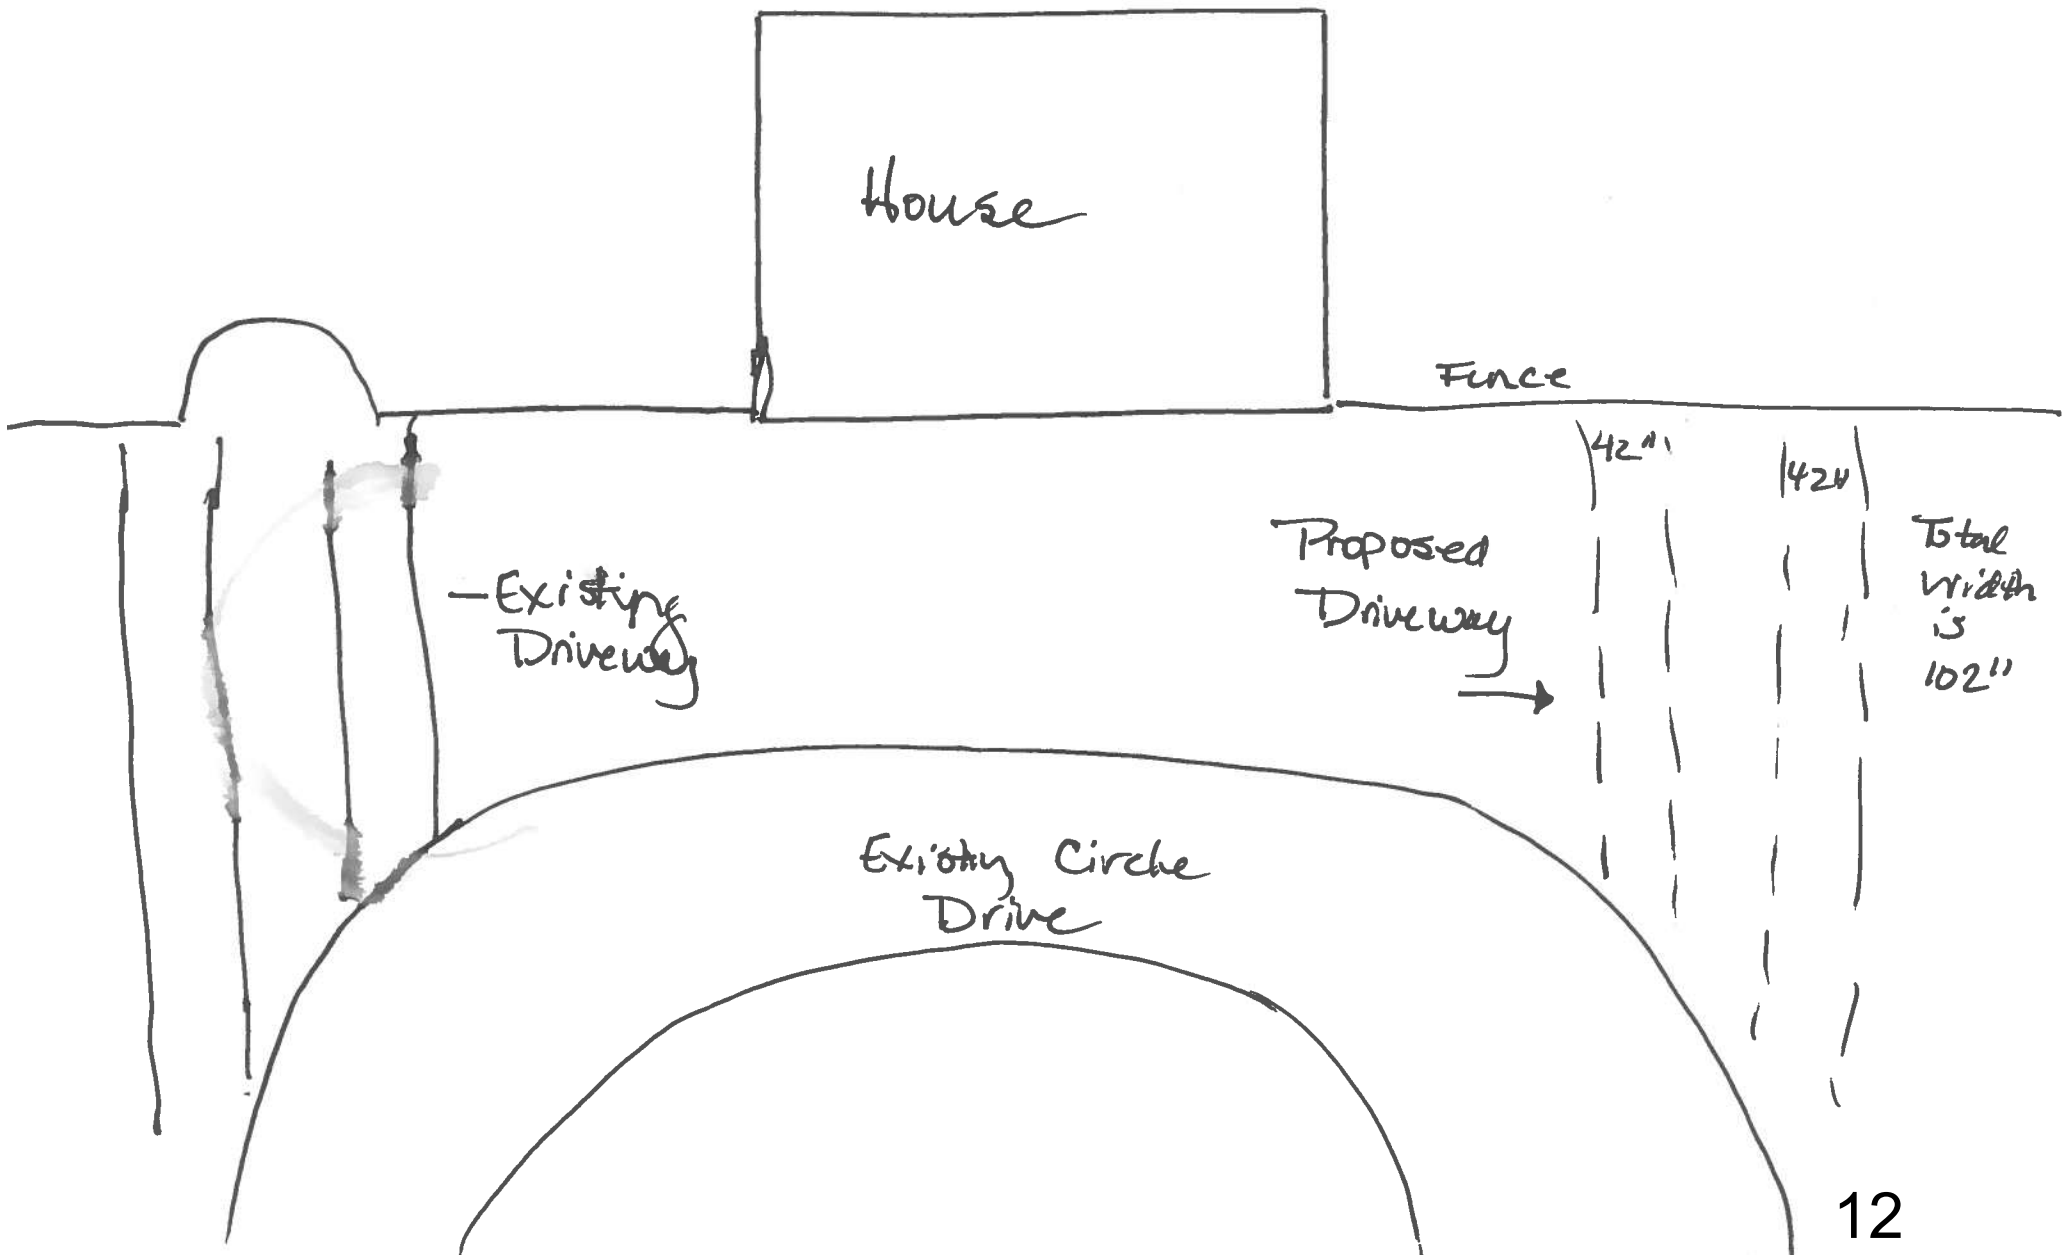 House
Fence
42"
42"
Existing
Driveway
Proposed
Driveway
Total
Width
is
102"
Existing Circle
Drive
12